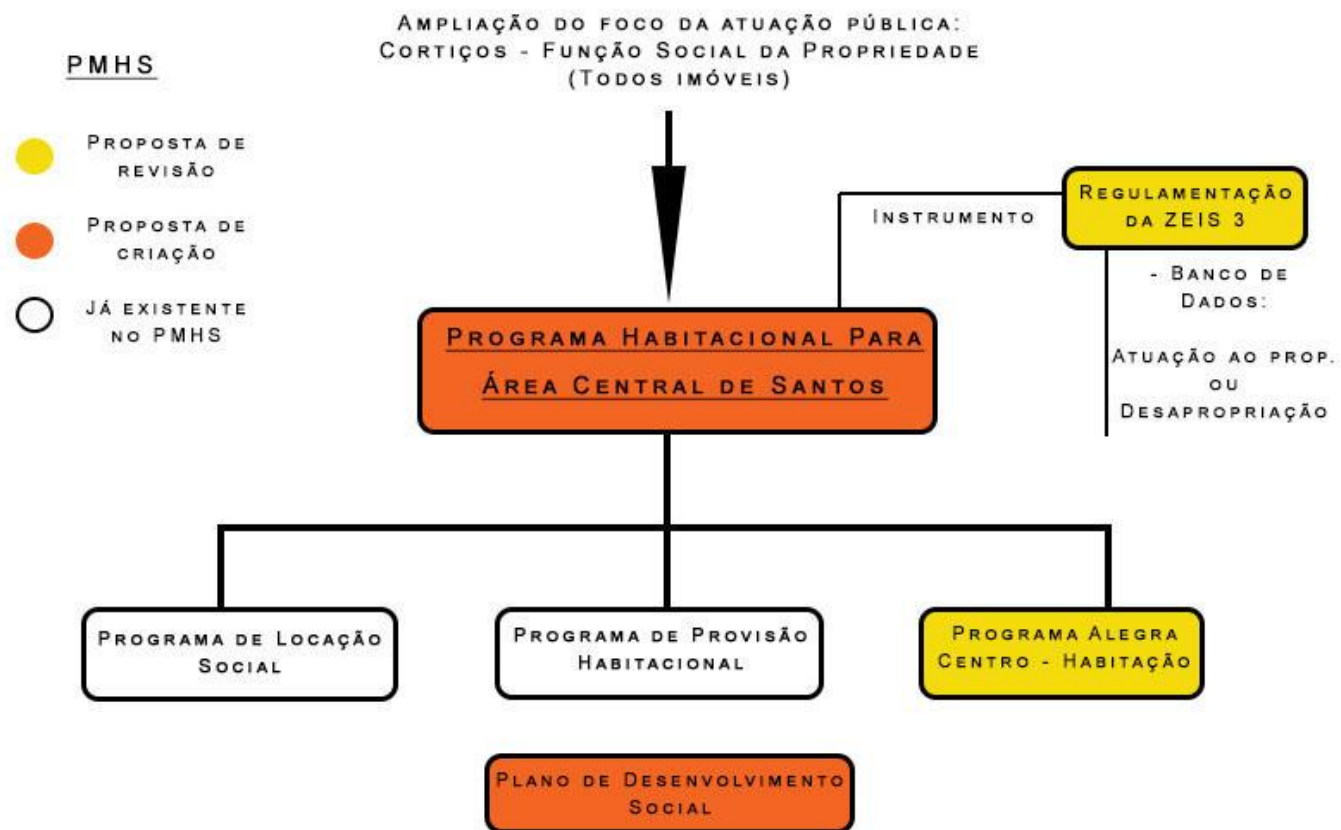 AMPLIAÇÃO DO FOCO DA ATUAÇÃO PÚBLICA:
CORTIÇOS - FUNÇÃO SOCIAL DA PROPRIEDADE
(TODOS IMÓVEIS)
PMHS
PROPOSTA DE
REVISÃO
PROPOSTA DE
CRIAÇÃO
JÁ EXISTENTE
NO PMHS
INSTRUMENTO
REGULAMENTAÇÃO
DA ZEIS 3
- BANCO DE
DADOS:
ATUAÇÃO AO PROP.
OU
DESAPROPRIAÇÃO
PROGRAMA HABITACIONAL PARA
ÁREA CENTRAL DE SANTOS
PROGRAMA DE LOCAÇÃO
SOCIAL
PROGRAMA DE PROVISÃO
HABITACIONAL
PROGRAMA ALEGRA
CENTRO - HABITAÇÃO
PLANO DE DESENVOLVIMENTO
SOCIAL